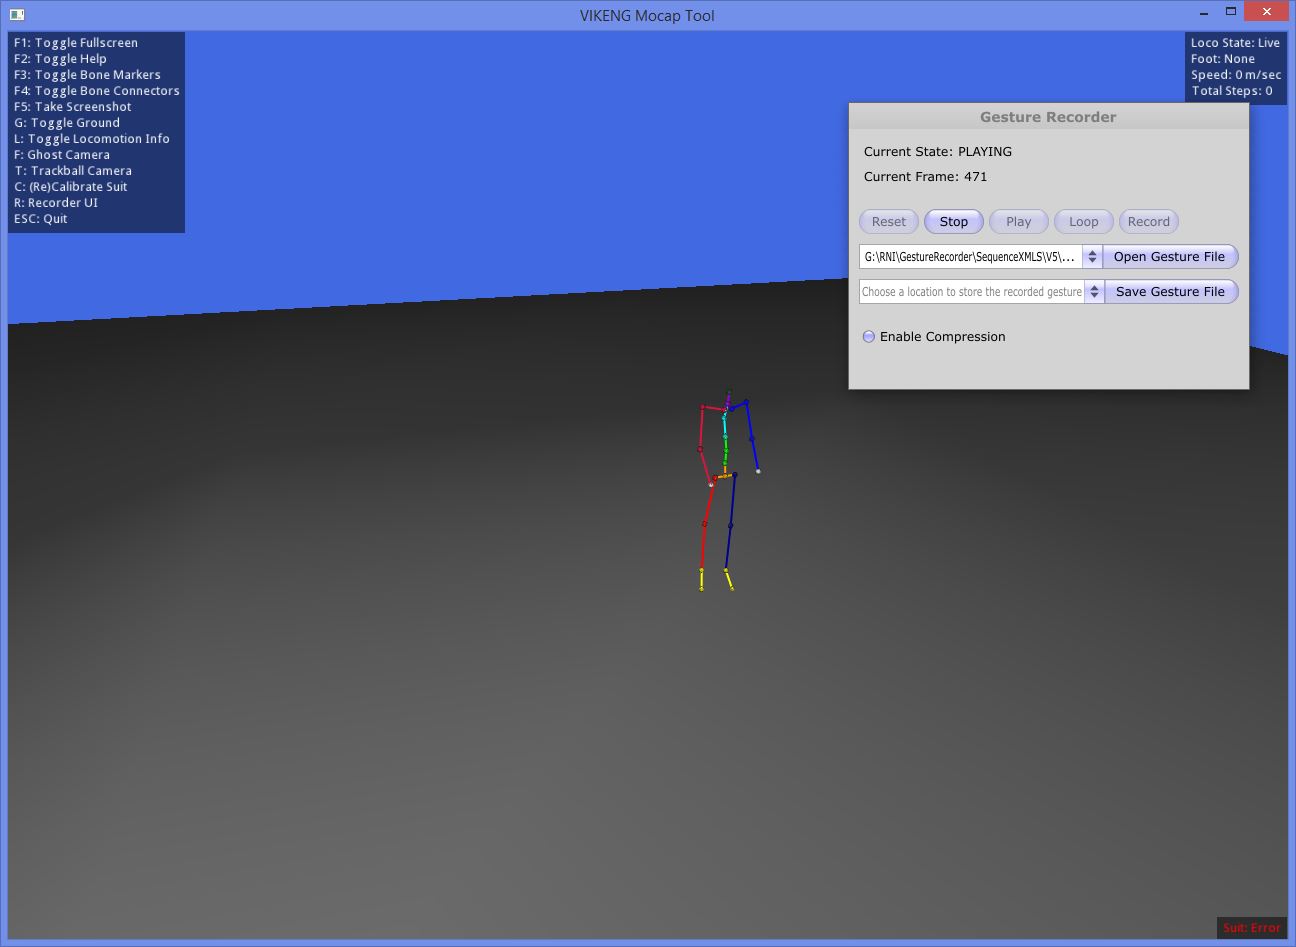 VIKENG Mocap Tool
F1: Toggle Fullscreen
F2: Toggle Help
F3: Toggle Bone Markers
F4: Toggle Bone Connectors
F5: Take Screenshot
G: Toggle Ground
L: Toggle Locomotion Info
F: Ghost Camera
T: Trackball Camera
C: (Re)Calibrate Suit
R: Recorder UI
ESC: Quit
Loco State: Live
Foot: None
Speed: 0 m/sec
Total Steps: 0
Gesture Recorder
Current State: PLAYING
Current Frame: 471
Reset Stop Play Loop Record
G:\RNI\GestureRecorder\SequenceXMLS\V5\... Open Gesture File
Choose a location to store the recorded gesture Save Gesture File
Enable Compression
Suit: Error